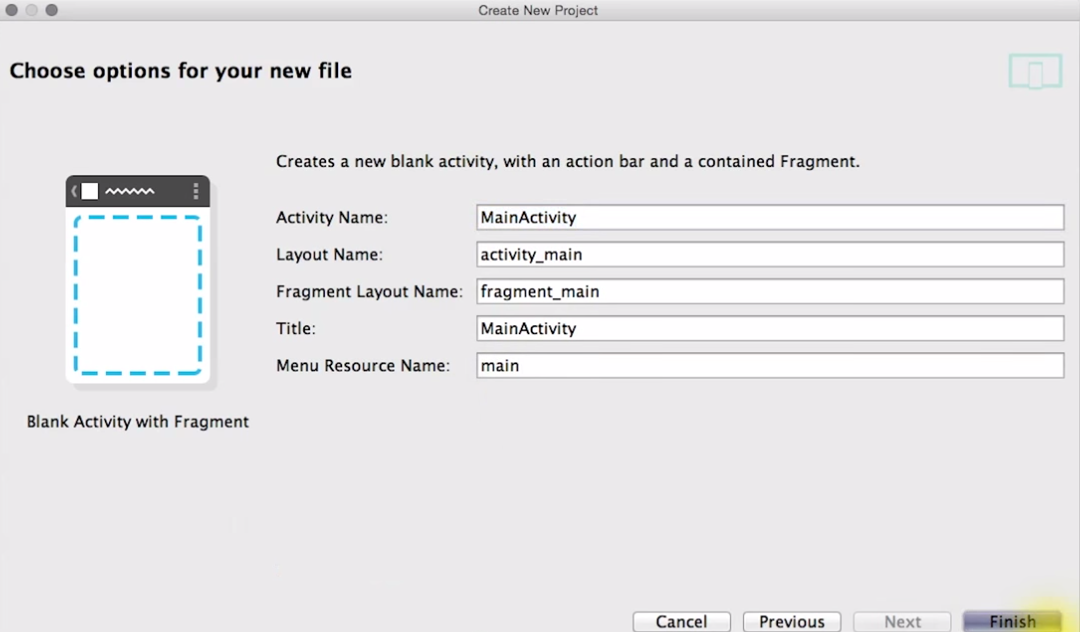 Create New Project
Choose options for your new file
Creates a new blank activity, with an action bar and a contained Fragment.
Activity Name: MainActivity
Layout Name: activity_main
Fragment Layout Name: fragment_main
Title: MainActivity
Menu Resource Name: main
Blank Activity with Fragment
Cancel Previous Next Finish